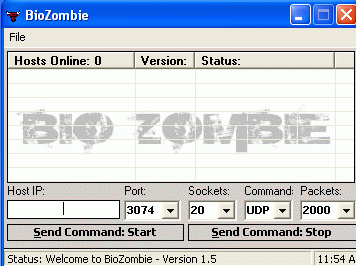 BioZombie
File
Hosts Online: 0 Version: Status:
BIO ZOMBIE
Host IP: Port: Sockets: Command: Packets:
3074 20 UDP 2000
Send Command: Start Send Command: Stop
Status: Welcome to BioZombie - Version 1.5 11:54 A